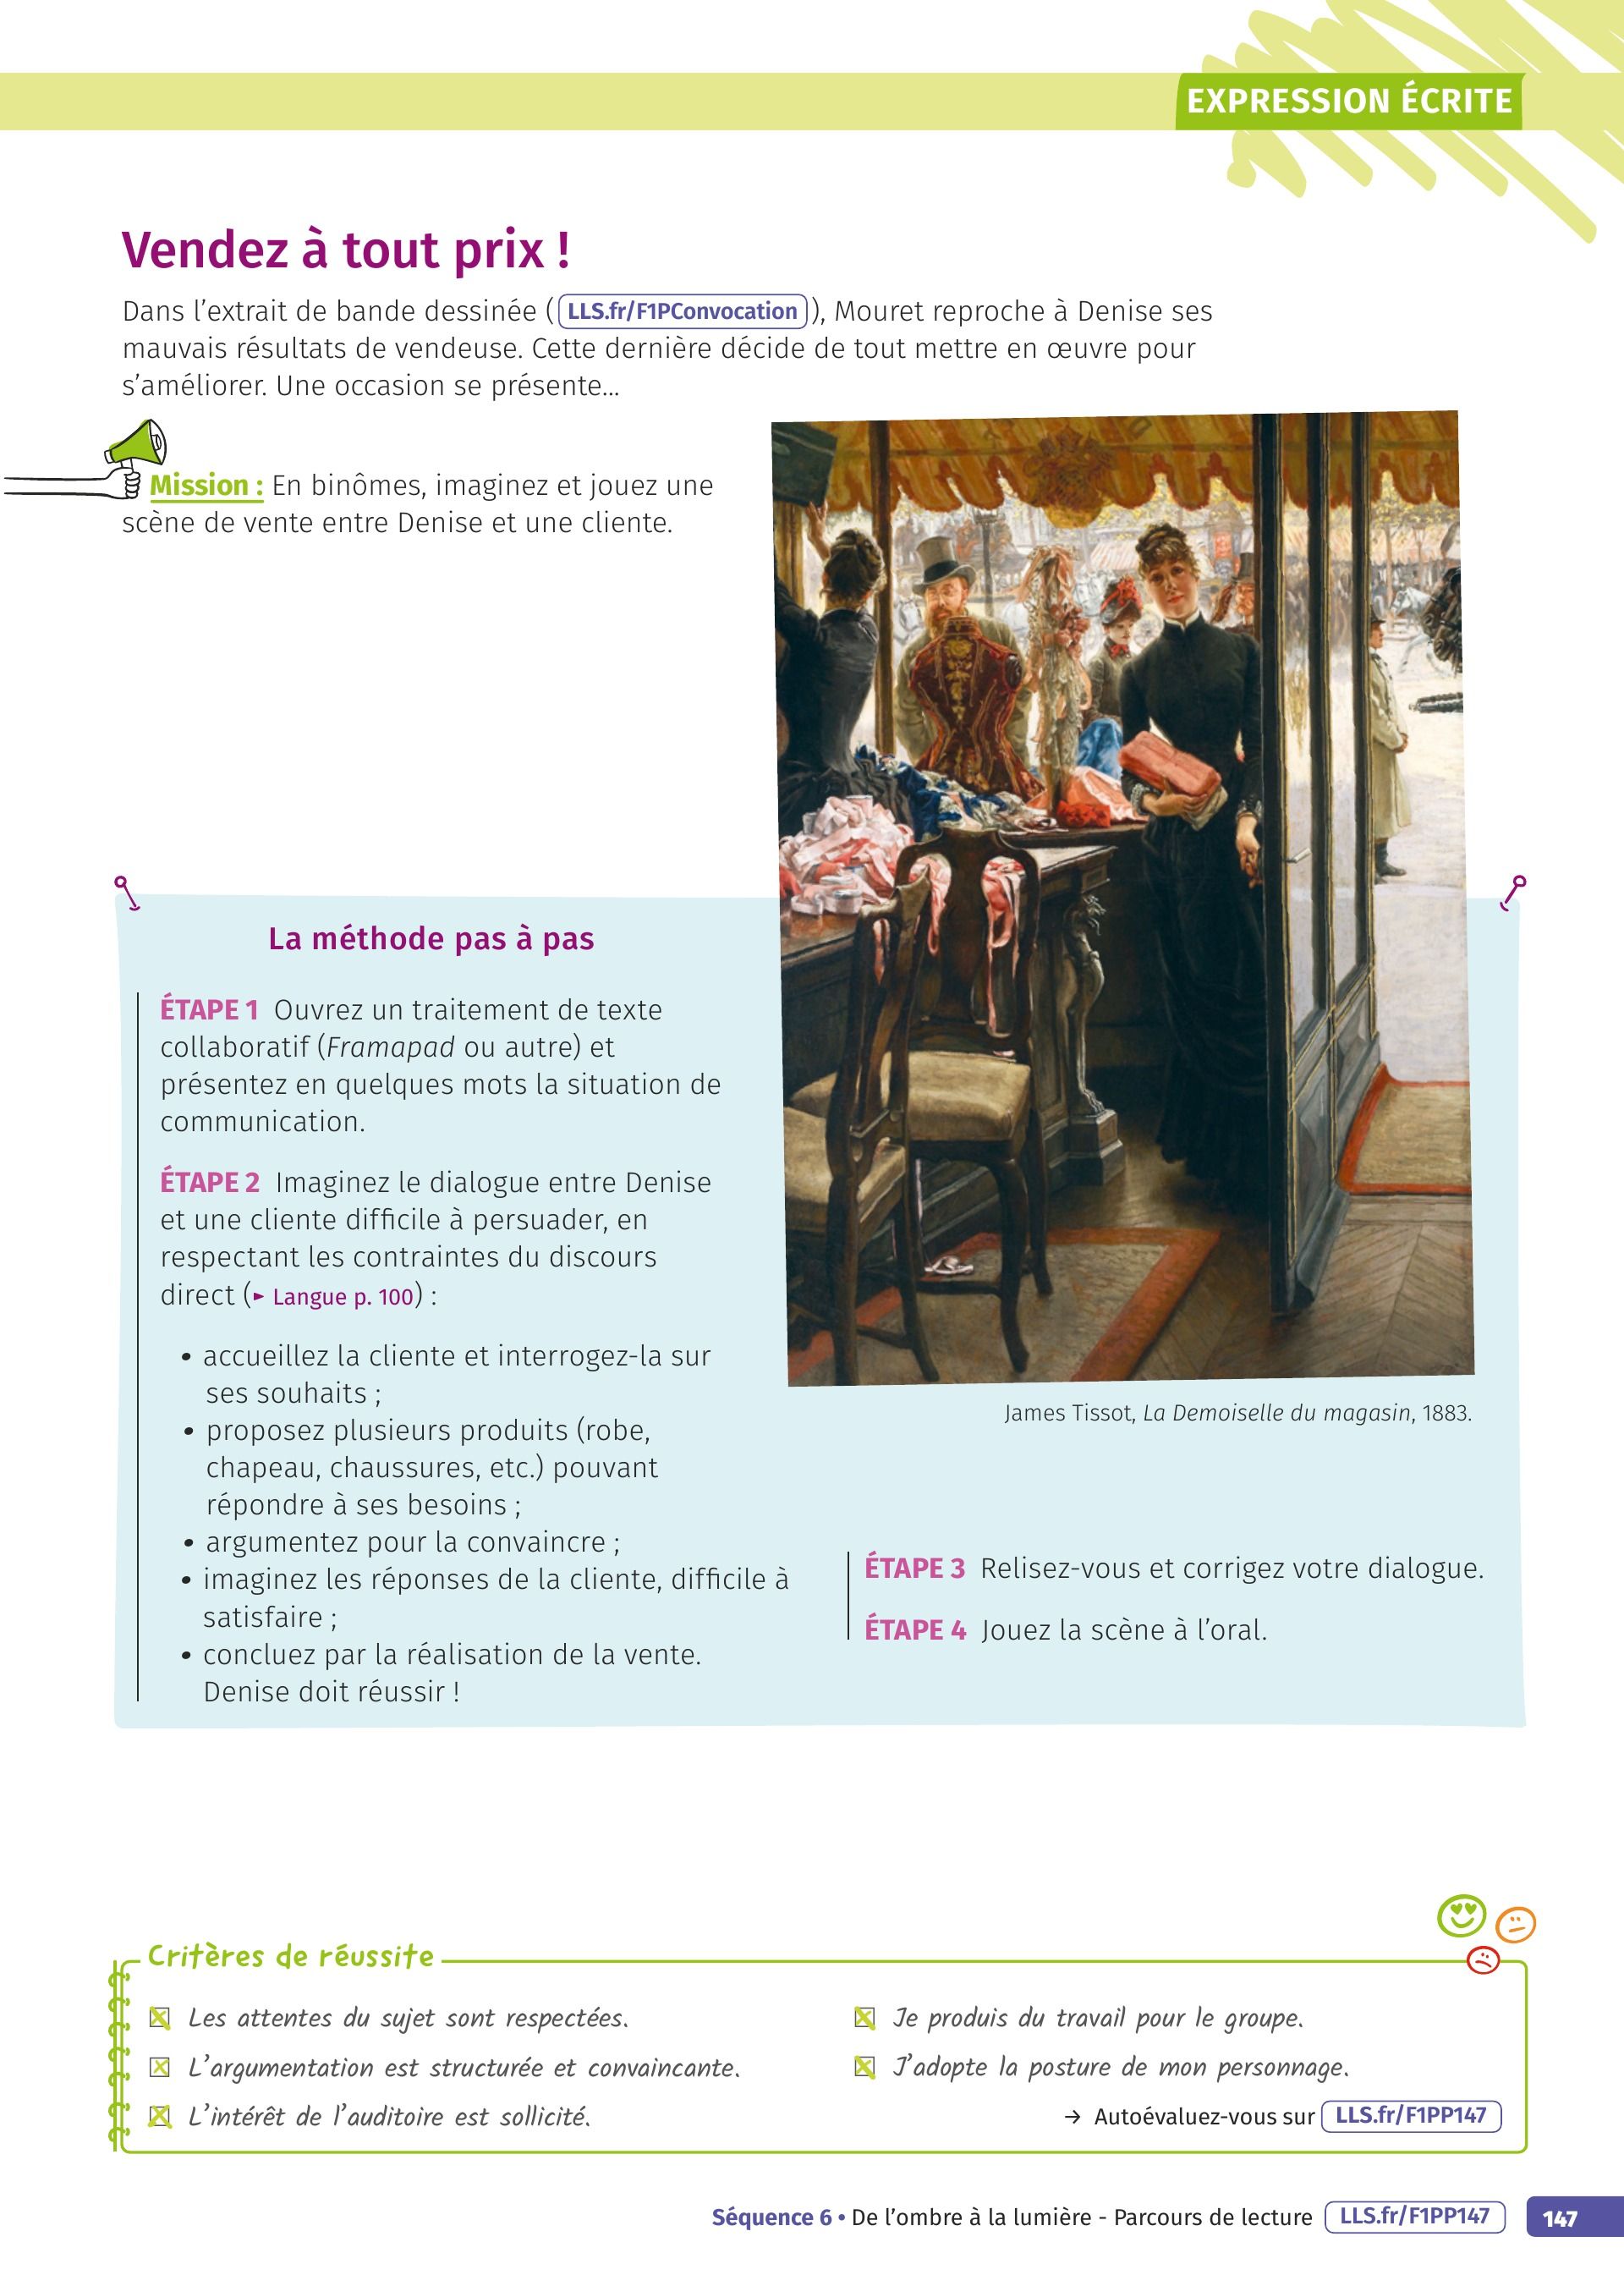 EXPRESSION ÉCRITE
Vendez à tout prix !
Dans l'extrait de bande dessinée ( LLS.fr/F1PConvocation ), Mouret reproche à Denise ses
mauvais résultats de vendeuse. Cette dernière décide de tout mettre en œuvre pour
s'améliorer. Une occasion se présente...
Mission : En binômes, imaginez et jouez une
scène de vente entre Denise et une cliente.
La méthode pas à pas
ÉTAPE 1 Ouvrez un traitement de texte
collaboratif (Framapad ou autre) et
présentez en quelques mots la situation de
communication.
ÉTAPE 2 Imaginez le dialogue entre Denise
et une cliente difficile à persuader, en
respectant les contraintes du discours
direct (► Langue p. 100) :
• accueillez la cliente et interrogez-la sur
ses souhaits ;
• proposez plusieurs produits (robe,
chapeau, chaussures, etc.) pouvant
répondre à ses besoins ;
• argumentez pour la convaincre ;
• imaginez les réponses de la cliente, difficile à
satisfaire ;
• concluez par la réalisation de la vente.
Denise doit réussir !
James Tissot, La Demoiselle du magasin, 1883.
ÉTAPE 3 Relisez-vous et corrigez votre dialogue.
ÉTAPE 4 Jouez la scène à l'oral.
Critères de réussite
Les attentes du sujet sont respectées.
L'argumentation est structurée et convaincante.
L'intérêt de l'auditoire est sollicité.
Je produis du travail pour le groupe.
J'adopte la posture de mon personnage.
→ Autoévaluez-vous sur LLS.fr/F1PP147
Séquence 6 • De l'ombre à la lumière - Parcours de lecture LLS.fr/F1PP147 147